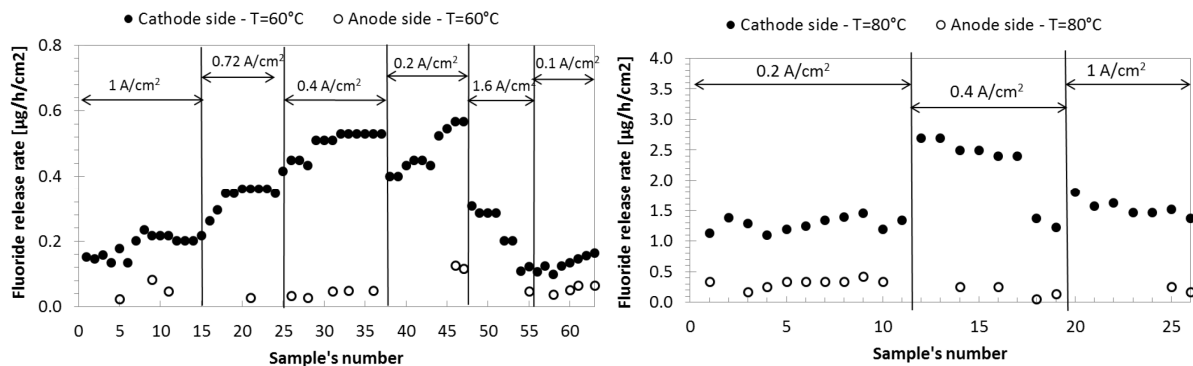 ● Cathode side - T=60°C ○ Anode side - T=60°C
Fluoride release rate [µg/h/cm2]
0.8
0.6
0.4
0.2
0.0
1 A/cm²
0.72 A/cm²
0.4 A/cm²
0.2 A/cm²
1.6 A/cm²
0.1 A/cm²
0 5 10 15 20 25 30 35 40 45 50 55 60
Sample's number
● Cathode side - T=80°C ○ Anode side - T=80°C
Fluoride release rate [µg/h/cm2]
4.0
3.5
3.0
2.5
2.0
1.5
1.0
0.5
0.0
0.2 A/cm²
0.4 A/cm²
1 A/cm²
0 5 10 15 20 25
Sample's number